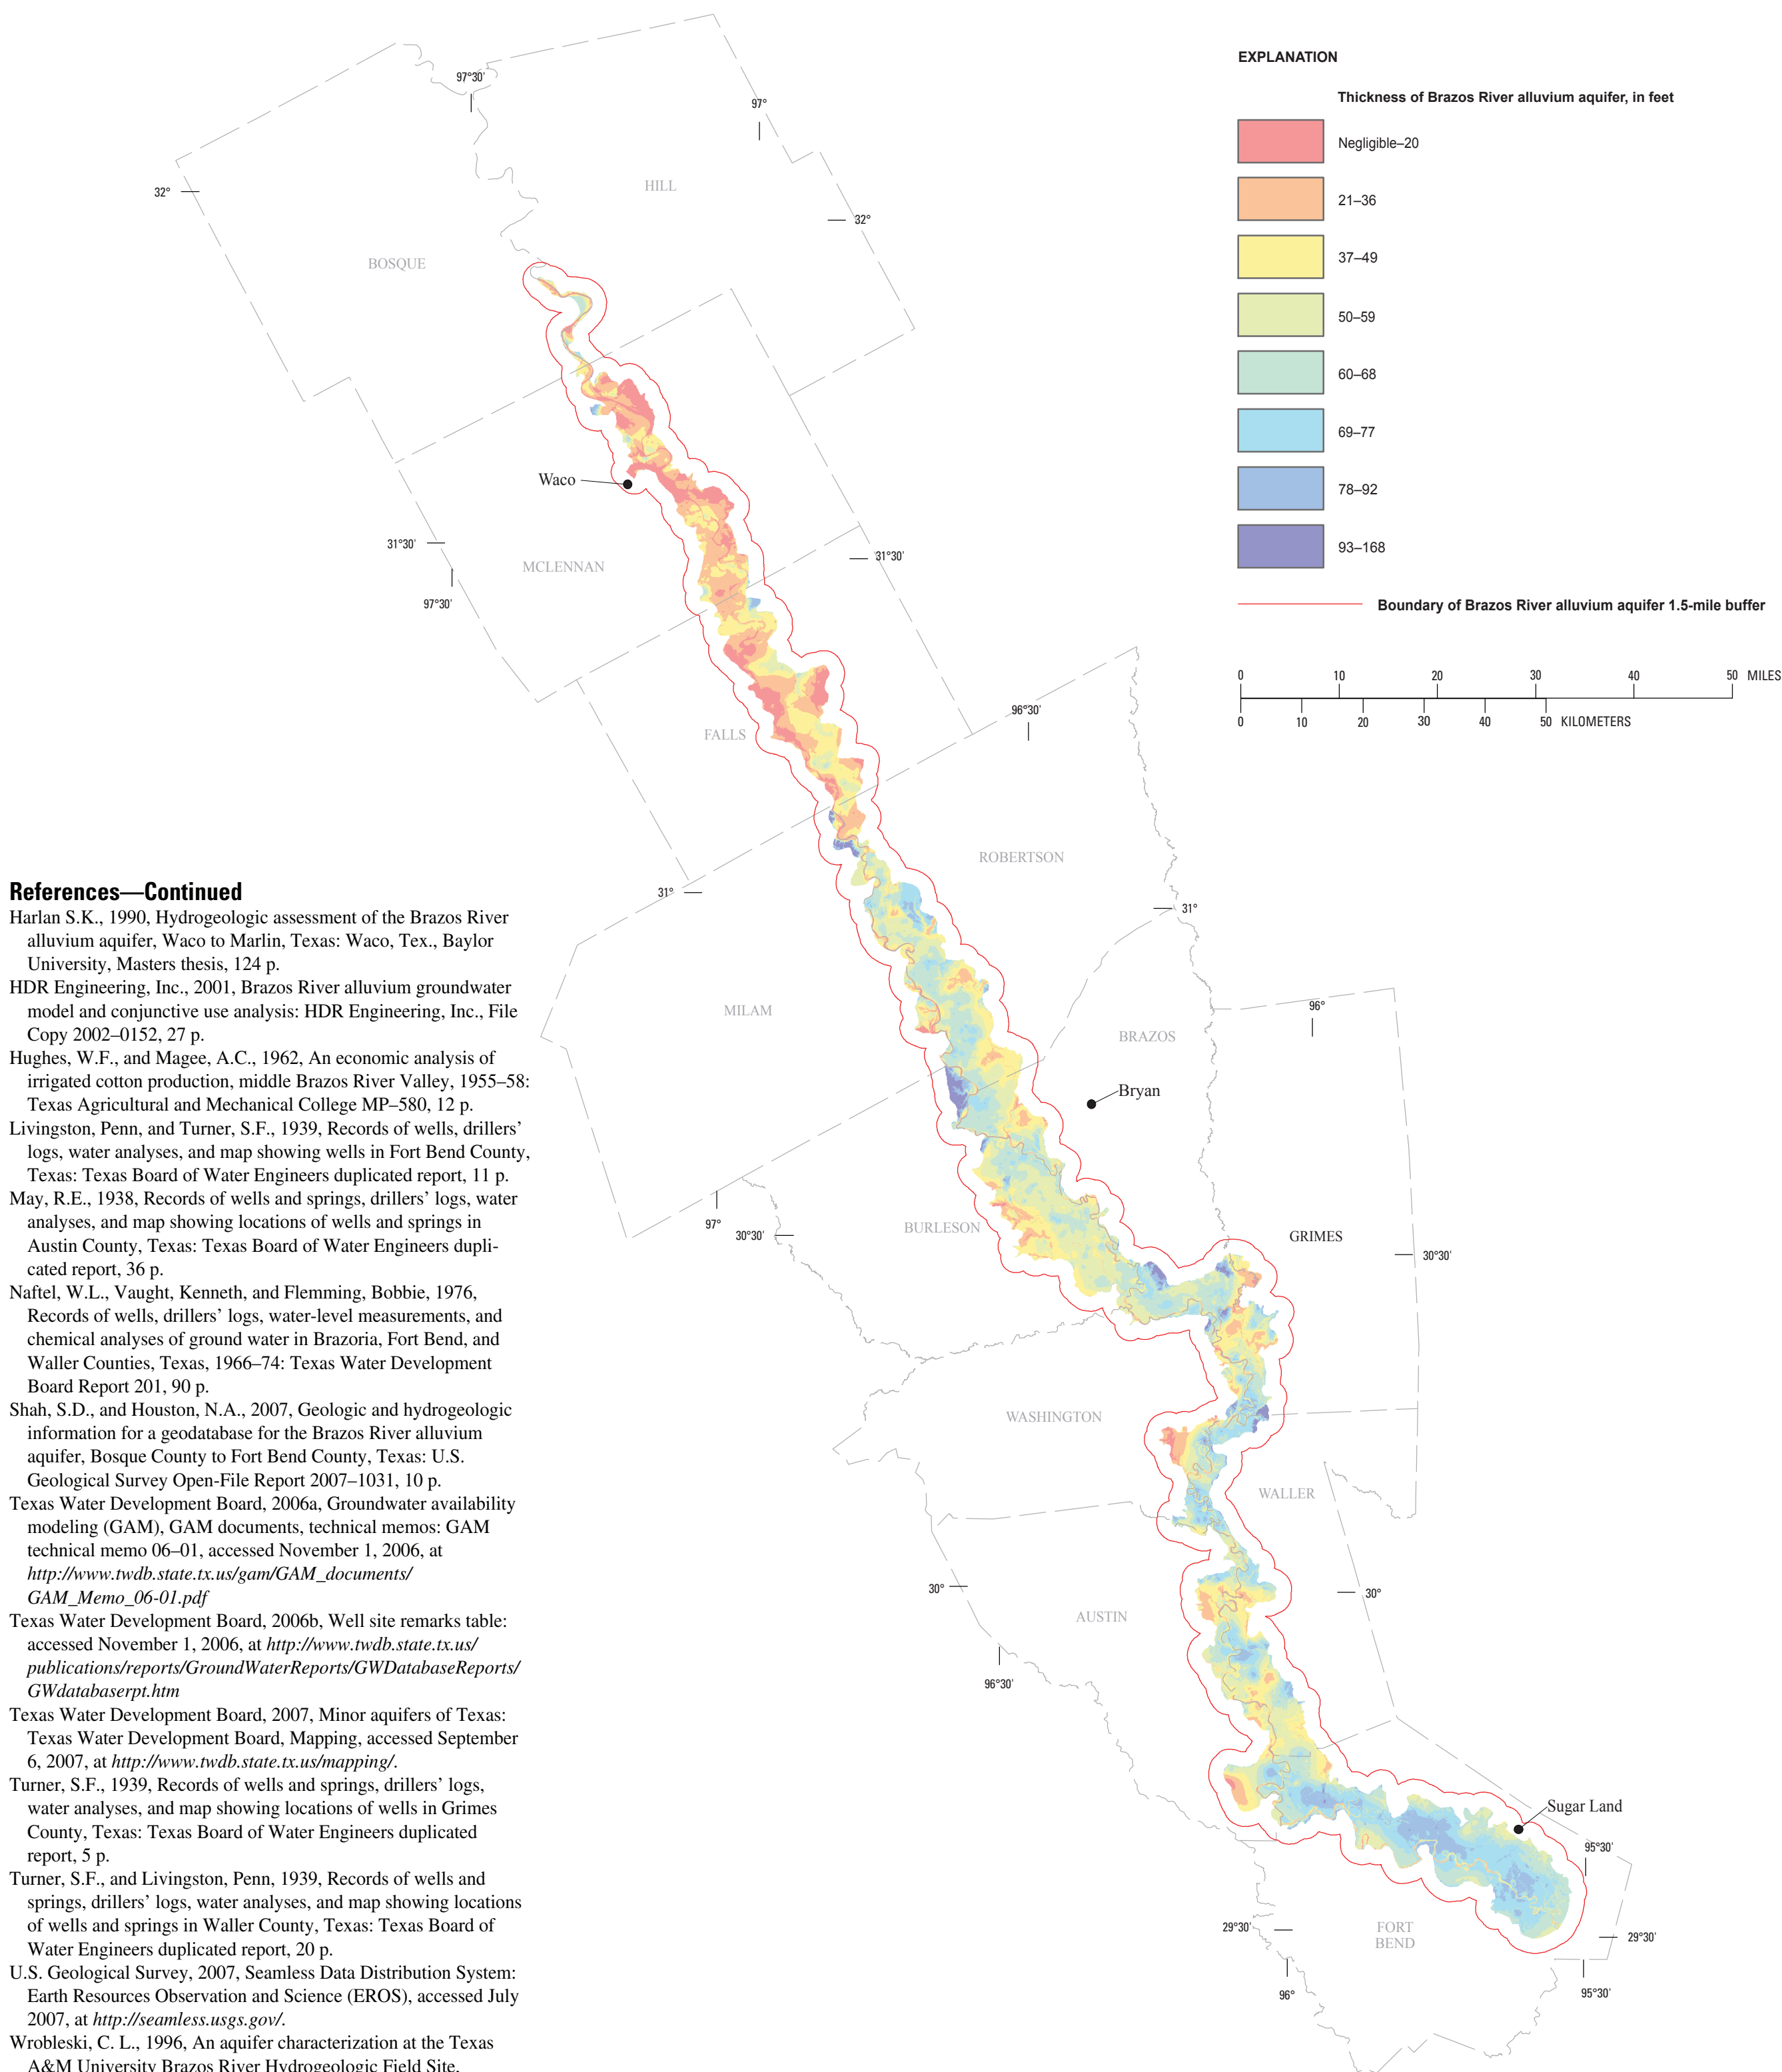 EXPLANATION
Thickness of Brazos River alluvium aquifer, in feet
Negligible–20
21–36
37–49
50–59
60–68
69–77
78–92
93–168
Boundary of Brazos River alluvium aquifer 1.5-mile buffer
0 10 20 30 40 50 MILES
0 10 20 30 40 50 KILOMETERS
97°30'
97°
32°
HILL
32°
BOSQUE
Waco
31°30'
31°30'
MCLENNAN
97°30'
96°30'
FALLS
ROBERTSON
31°
31°
MILAM
96°
BRAZOS
Bryan
97°
30°30'
BURLESON
GRIMES
30°30'
WASHINGTON
WALLER
30°
30°
AUSTIN
96°30'
Sugar Land
95°30'
29°30'
FORT
BEND
29°30'
96°
95°30'
References—Continued
Harlan S.K., 1990, Hydrogeologic assessment of the Brazos River
alluvium aquifer, Waco to Marlin, Texas: Waco, Tex., Baylor
University, Masters thesis, 124 p.
HDR Engineering, Inc., 2001, Brazos River alluvium groundwater
model and conjunctive use analysis: HDR Engineering, Inc., File
Copy 2002–0152, 27 p.
Hughes, W.F., and Magee, A.C., 1962, An economic analysis of
irrigated cotton production, middle Brazos River Valley, 1955–58:
Texas Agricultural and Mechanical College MP–580, 12 p.
Livingston, Penn, and Turner, S.F., 1939, Records of wells, drillers’
logs, water analyses, and map showing wells in Fort Bend County,
Texas: Texas Board of Water Engineers duplicated report, 11 p.
May, R.E., 1938, Records of wells and springs, drillers’ logs, water
analyses, and map showing locations of wells and springs in
Austin County, Texas: Texas Board of Water Engineers dupli-
cated report, 36 p.
Naftel, W.L., Vaught, Kenneth, and Flemming, Bobbie, 1976,
Records of wells, drillers’ logs, water-level measurements, and
chemical analyses of ground water in Brazoria, Fort Bend, and
Waller Counties, Texas, 1966–74: Texas Water Development
Board Report 201, 90 p.
Shah, S.D., and Houston, N.A., 2007, Geologic and hydrogeologic
information for a geodatabase for the Brazos River alluvium
aquifer, Bosque County to Fort Bend County, Texas: U.S.
Geological Survey Open-File Report 2007–1031, 10 p.
Texas Water Development Board, 2006a, Groundwater availability
modeling (GAM), GAM documents, technical memos: GAM
technical memo 06–01, accessed November 1, 2006, at
http://www.twdb.state.tx.us/gam/GAM_documents/
GAM_Memo_06-01.pdf
Texas Water Development Board, 2006b, Well site remarks table:
accessed November 1, 2006, at http://www.twdb.state.tx.us/
publications/reports/GroundWaterReports/GWDatabaseReports/
GWdatabaserpt.htm
Texas Water Development Board, 2007, Minor aquifers of Texas:
Texas Water Development Board, Mapping, accessed September
6, 2007, at http://www.twdb.state.tx.us/mapping/.
Turner, S.F., 1939, Records of wells and springs, drillers’ logs,
water analyses, and map showing locations of wells in Grimes
County, Texas: Texas Board of Water Engineers duplicated
report, 5 p.
Turner, S.F., and Livingston, Penn, 1939, Records of wells and
springs, drillers’ logs, water analyses, and map showing locations
of wells and springs in Waller County, Texas: Texas Board of
Water Engineers duplicated report, 20 p.
U.S. Geological Survey, 2007, Seamless Data Distribution System:
Earth Resources Observation and Science (EROS), accessed July
2007, at http://seamless.usgs.gov/.
Wrobleski, C. L., 1996, An aquifer characterization at the Texas
A&M University Brazos River Hydrogeologic Field Site,